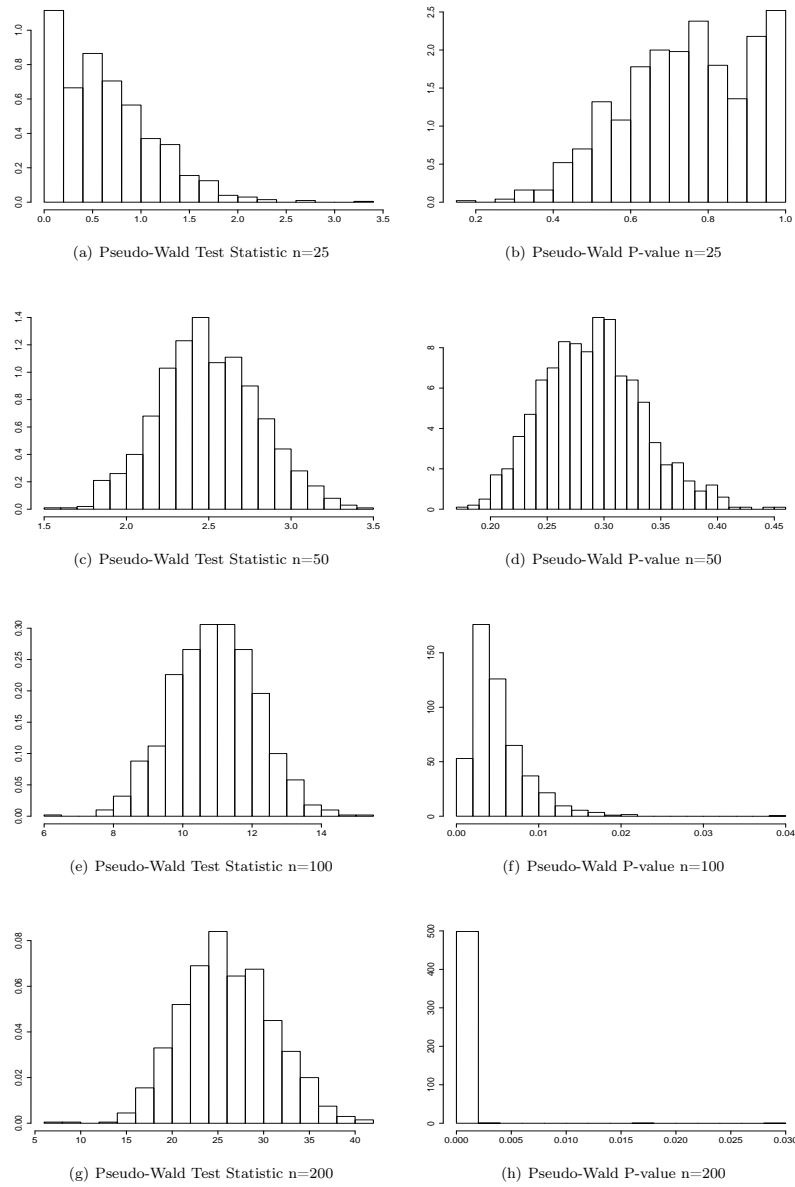 0.0 0.2 0.4 0.6 0.8 1.0
0.0 0.5 1.0 1.5 2.0 2.5 3.0 3.5
(a) Pseudo-Wald Test Statistic n=25
0.0 0.5 1.0 1.5 2.0 2.5
0.2 0.4 0.6 0.8 1.0
(b) Pseudo-Wald P-value n=25
0.0 0.2 0.4 0.6 0.8 1.0 1.2 1.4
1.5 2.0 2.5 3.0 3.5
(c) Pseudo-Wald Test Statistic n=50
0 2 4 6 8
0.20 0.25 0.30 0.35 0.40 0.45
(d) Pseudo-Wald P-value n=50
0.00 0.05 0.10 0.15 0.20 0.25 0.30
6 8 10 12 14
(e) Pseudo-Wald Test Statistic n=100
0 50 100 150
0.00 0.01 0.02 0.03 0.04
(f) Pseudo-Wald P-value n=100
0.00 0.02 0.04 0.06 0.08
5 10 15 20 25 30 35 40
(g) Pseudo-Wald Test Statistic n=200
0 100 200 300 400 500
0.000 0.005 0.010 0.015 0.020 0.025 0.030
(h) Pseudo-Wald P-value n=200